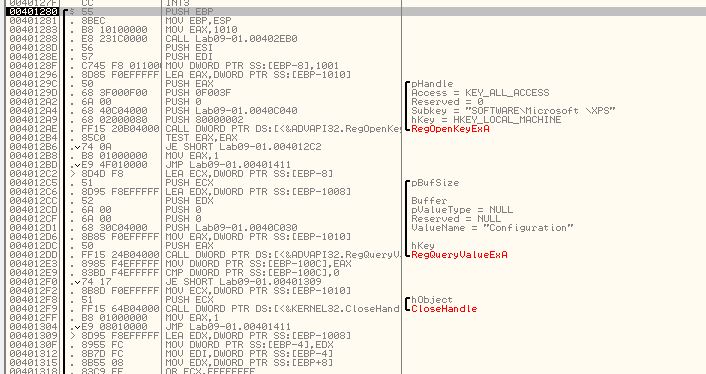 0040127F CC INT3
00401280 55 PUSH EBP
00401281 . 8BEC MOV EBP,ESP
00401283 . B8 10100000 MOV EAX,1010
00401288 . E8 231C0000 CALL Lab09-01.00402EB0
0040128D . 56 PUSH ESI
0040128E . 57 PUSH EDI
0040128F . C745 F8 01100 MOV DWORD PTR SS:[EBP-8],1001
00401296 . 8D85 F0EFFFFF LEA EAX,DWORD PTR SS:[EBP-1010]
0040129C . 50 PUSH EAX pHandle
0040129D . 68 3F000F00 PUSH 0F003F Access = KEY_ALL_ACCESS
004012A2 . 6A 00 PUSH 0 Reserved = 0
004012A4 . 68 40C04000 PUSH Lab09-01.0040C040 Subkey = "SOFTWARE\Microsoft \XPS"
004012A9 . 68 02000080 PUSH 80000002 hKey = HKEY_LOCAL_MACHINE
004012AE . FF15 20B04000 CALL DWORD PTR DS:[<&ADVAPI32.RegOpenKey RegOpenKeyExA
004012B4 . 85C0 TEST EAX,EAX
004012B6 . 74 0A JE SHORT Lab09-01.004012C2
004012B8 . B8 01000000 MOV EAX,1
004012BD . E9 4F010000 JMP Lab09-01.00401411
004012C2 > 8D4D F8 LEA ECX,DWORD PTR SS:[EBP-8]
004012C5 . 51 PUSH ECX pBufSize
004012C6 . 8D95 F8EFFFFF LEA EDX,DWORD PTR SS:[EBP-1008]
004012CC . 52 PUSH EDX Buffer
004012CD . 6A 00 PUSH 0 pValueType = NULL
004012CF . 6A 00 PUSH 0 Reserved = NULL
004012D1 . 68 30C04000 PUSH Lab09-01.0040C030 ValueName = "Configuration"
004012D6 . 8B85 F0EFFFFF MOV EAX,DWORD PTR SS:[EBP-1010]
004012DC . 50 PUSH EAX hKey
004012DD . FF15 24B04000 CALL DWORD PTR DS:[<&ADVAPI32.RegQueryVa RegQueryValueExA
004012E3 . 8985 F4EFFFFF MOV DWORD PTR SS:[EBP-100C],EAX
004012E9 . 83BD F4EFFFFF CMP DWORD PTR SS:[EBP-100C],0
004012F0 . 74 17 JE SHORT Lab09-01.00401309
004012F2 . 8B8D F0EFFFFF MOV ECX,DWORD PTR SS:[EBP-1010]
004012F8 . 51 PUSH ECX hObject
004012F9 . FF15 64B04000 CALL DWORD PTR DS:[<&KERNEL32.CloseHand CloseHandle
004012FF . B8 01000000 MOV EAX,1
00401304 . E9 08010000 JMP Lab09-01.00401411
00401309 > 8D95 F8EFFFFF LEA EDX,DWORD PTR SS:[EBP-1008]
0040130F . 8955 FC MOV DWORD PTR SS:[EBP-4],EDX
00401312 . 8B7D FC MOV EDI,DWORD PTR SS:[EBP-4]
00401315 . 8B55 08 MOV EDX,DWORD PTR SS:[EBP+8]
00401318 . 83C9 FF OR ECX,FFFFFFFF